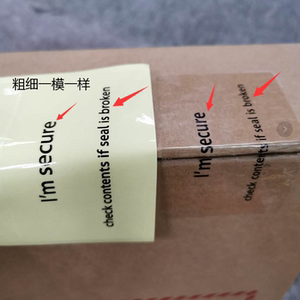 粗细一模一样
I'm secure
check contents if seal is broken
I'm secure
check contents if seal is broken